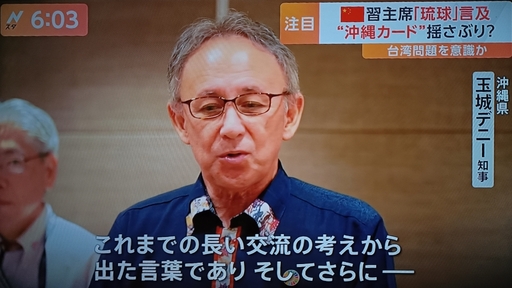 Nスタ 6:03
注目
習主席「琉球」言及
"沖縄カード"揺さぶり?
台湾問題を意識か
沖縄県
玉城デニー知事
これまでの長い交流の考えから
出た言葉であり そしてさらに──